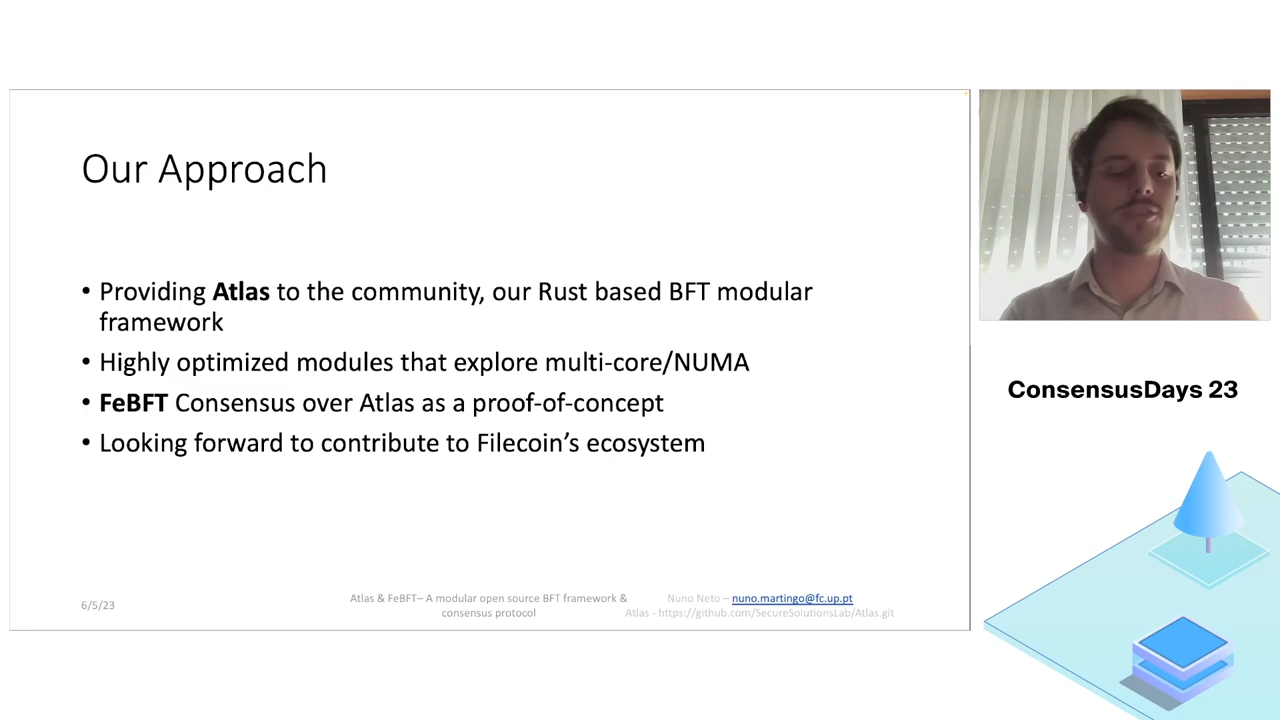 Our Approach
• Providing Atlas to the community, our Rust based BFT modular
framework
• Highly optimized modules that explore multi-core/NUMA
• FeBFT Consensus over Atlas as a proof-of-concept
• Looking forward to contribute to Filecoin’s ecosystem
6/5/23
Atlas & FeBFT– A modular open source BFT framework &
consensus protocol
Nuno Neto – nuno.martingo@fc.up.pt
Atlas - https://github.com/SecureSolutionsLab/Atlas.git
ConsensusDays 23